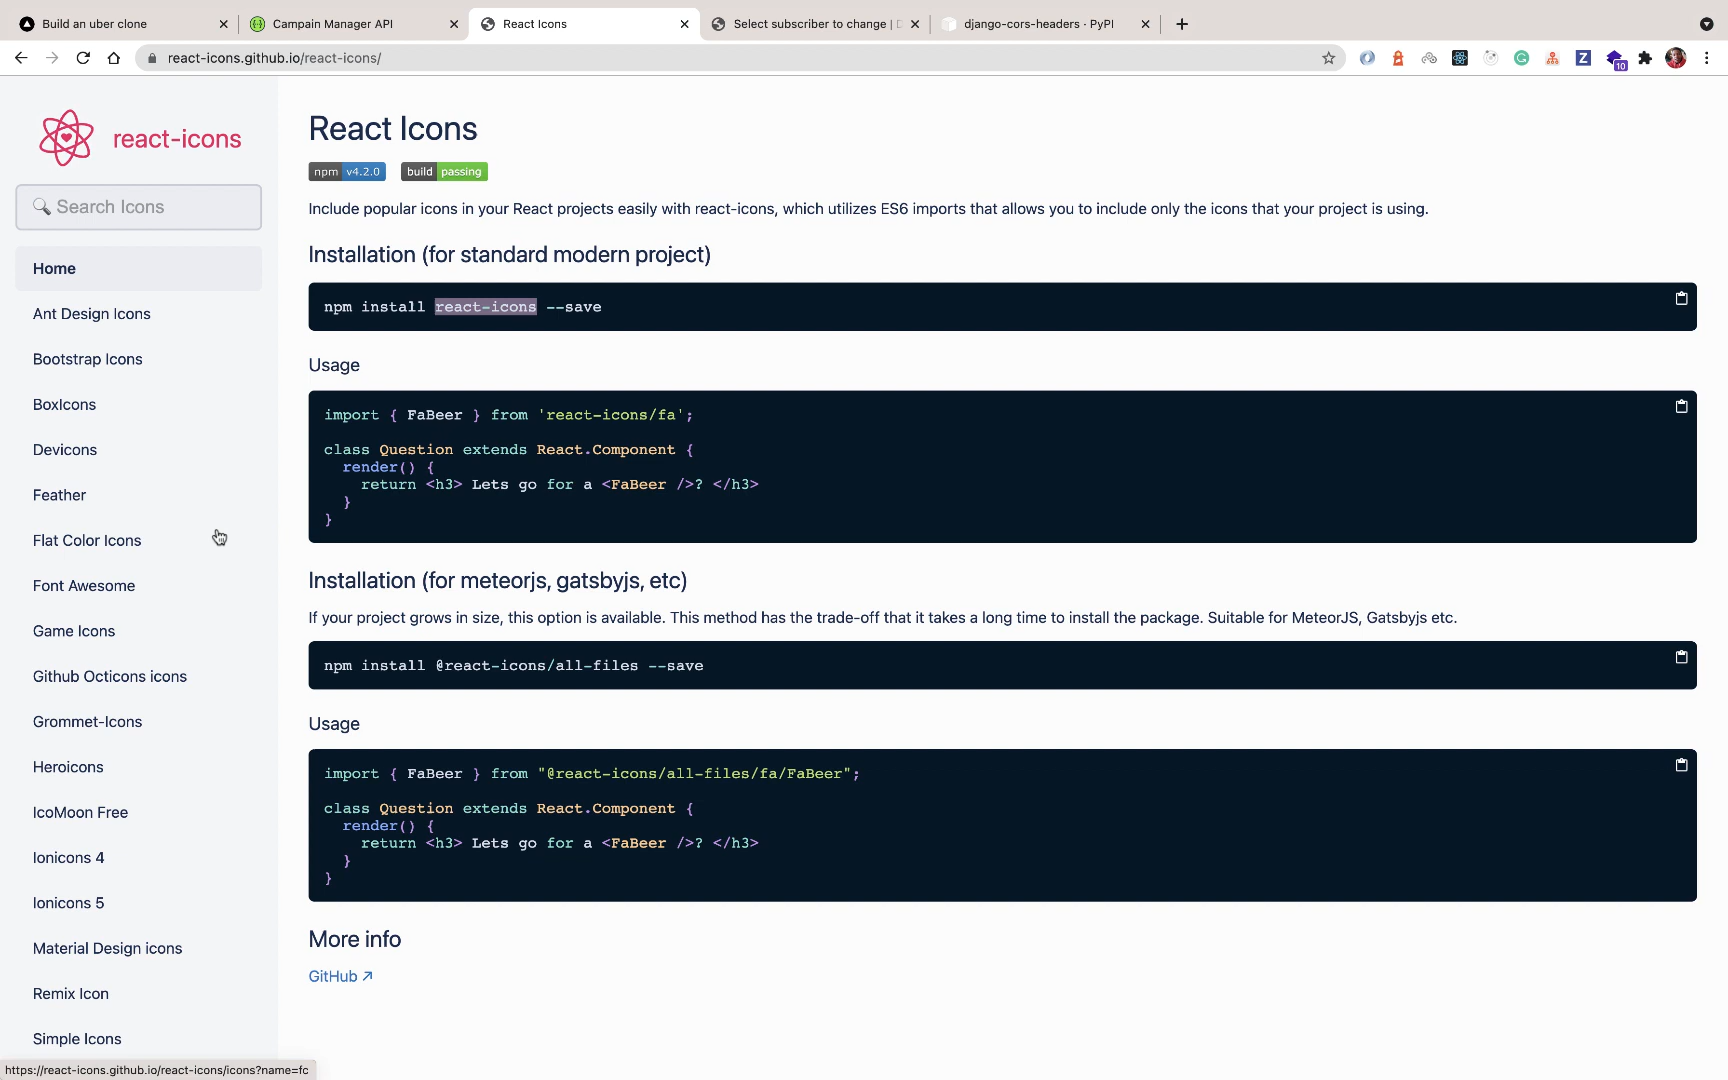 Build an uber clone
Campain Manager API
React Icons
Select subscriber to change |
django-cors-headers · PyPI
react-icons.github.io/react-icons/
10
react-icons
Search Icons
Home
Ant Design Icons
Bootstrap Icons
BoxIcons
Devicons
Feather
Flat Color Icons
Font Awesome
Game Icons
Github Octicons icons
Grommet-Icons
Heroicons
IcoMoon Free
Ionicons 4
Ionicons 5
Material Design icons
Remix Icon
Simple Icons
https://react-icons.github.io/react-icons/icons?name=fc
React Icons
npm v4.2.0 build passing
Include popular icons in your React projects easily with react-icons, which utilizes ES6 imports that allows you to include only the icons that your project is using.
Installation (for standard modern project)
npm install react-icons --save
Usage
import { FaBeer } from 'react-icons/fa';
class Question extends React.Component {
render() {
return <h3> Lets go for a <FaBeer />? </h3>
}
}
Installation (for meteorjs, gatsbyjs, etc)
If your project grows in size, this option is available. This method has the trade-off that it takes a long time to install the package. Suitable for MeteorJS, Gatsbyjs etc.
npm install @react-icons/all-files --save
Usage
import { FaBeer } from "@react-icons/all-files/fa/FaBeer";
class Question extends React.Component {
render() {
return <h3> Lets go for a <FaBeer />? </h3>
}
}
More info
GitHub ↗